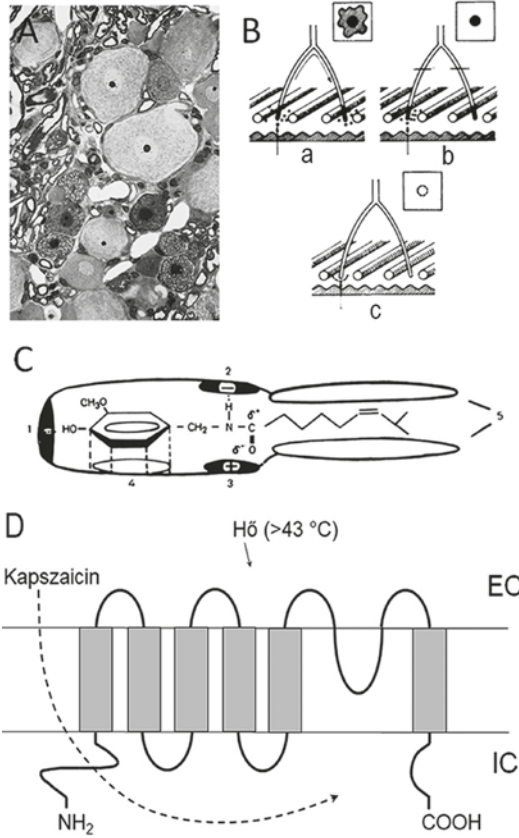 A
B
a
b
c
C
2
CH₃O
H
δ⁺
1
HO
CH₂
N
C
5
δ⁻
O
4
3
D
Hő (>43 °C)
Kapszaicin
EC
IC
NH₂
COOH